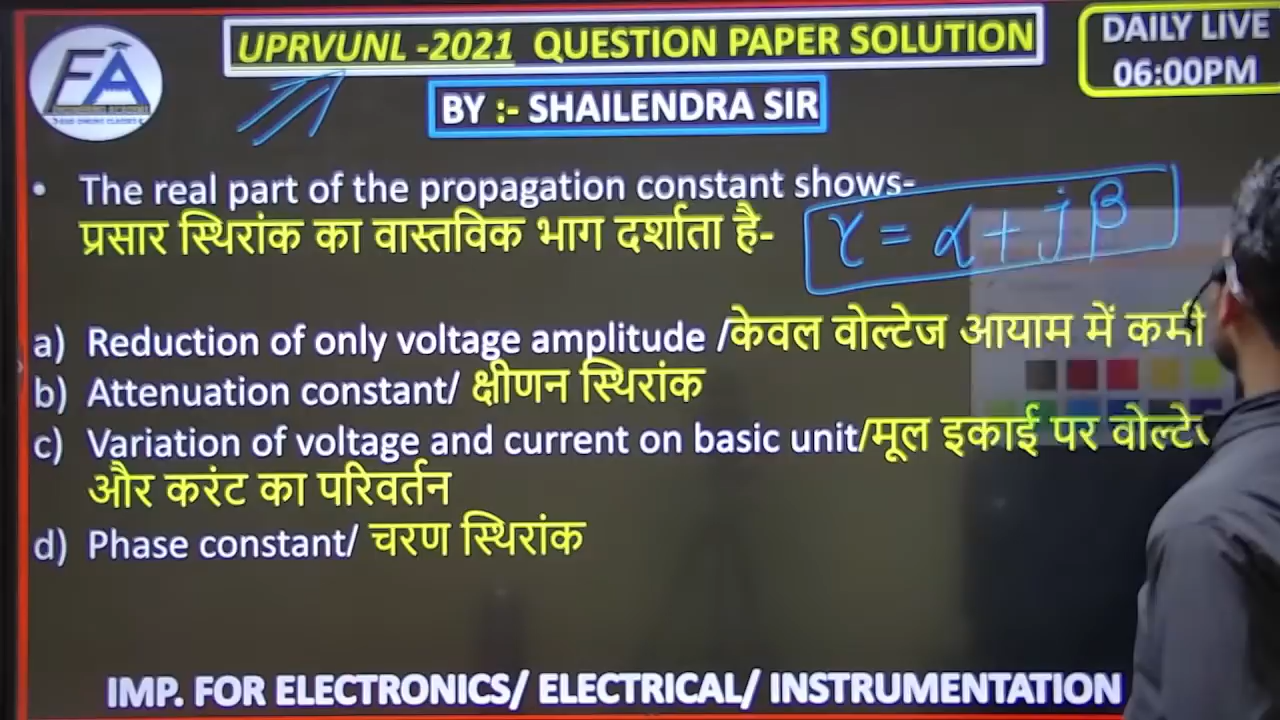 UPRVUNL -2021 QUESTION PAPER SOLUTION
DAILY LIVE
06:00PM
EA
BY :- SHAILENDRA SIR
• The real part of the propagation constant shows-
प्रसार स्थिरांक का वास्तविक भाग दर्शाता है-
γ = α + jβ
a) Reduction of only voltage amplitude /केवल वोल्टेज आयाम में कमी
b) Attenuation constant/ क्षीणन स्थिरांक
c) Variation of voltage and current on basic unit/मूल इकाई पर
और करंट का परिवर्तन
d) Phase constant/ चरण स्थिरांक
IMP. FOR ELECTRONICS/ ELECTRICAL/ INSTRUMENTATION